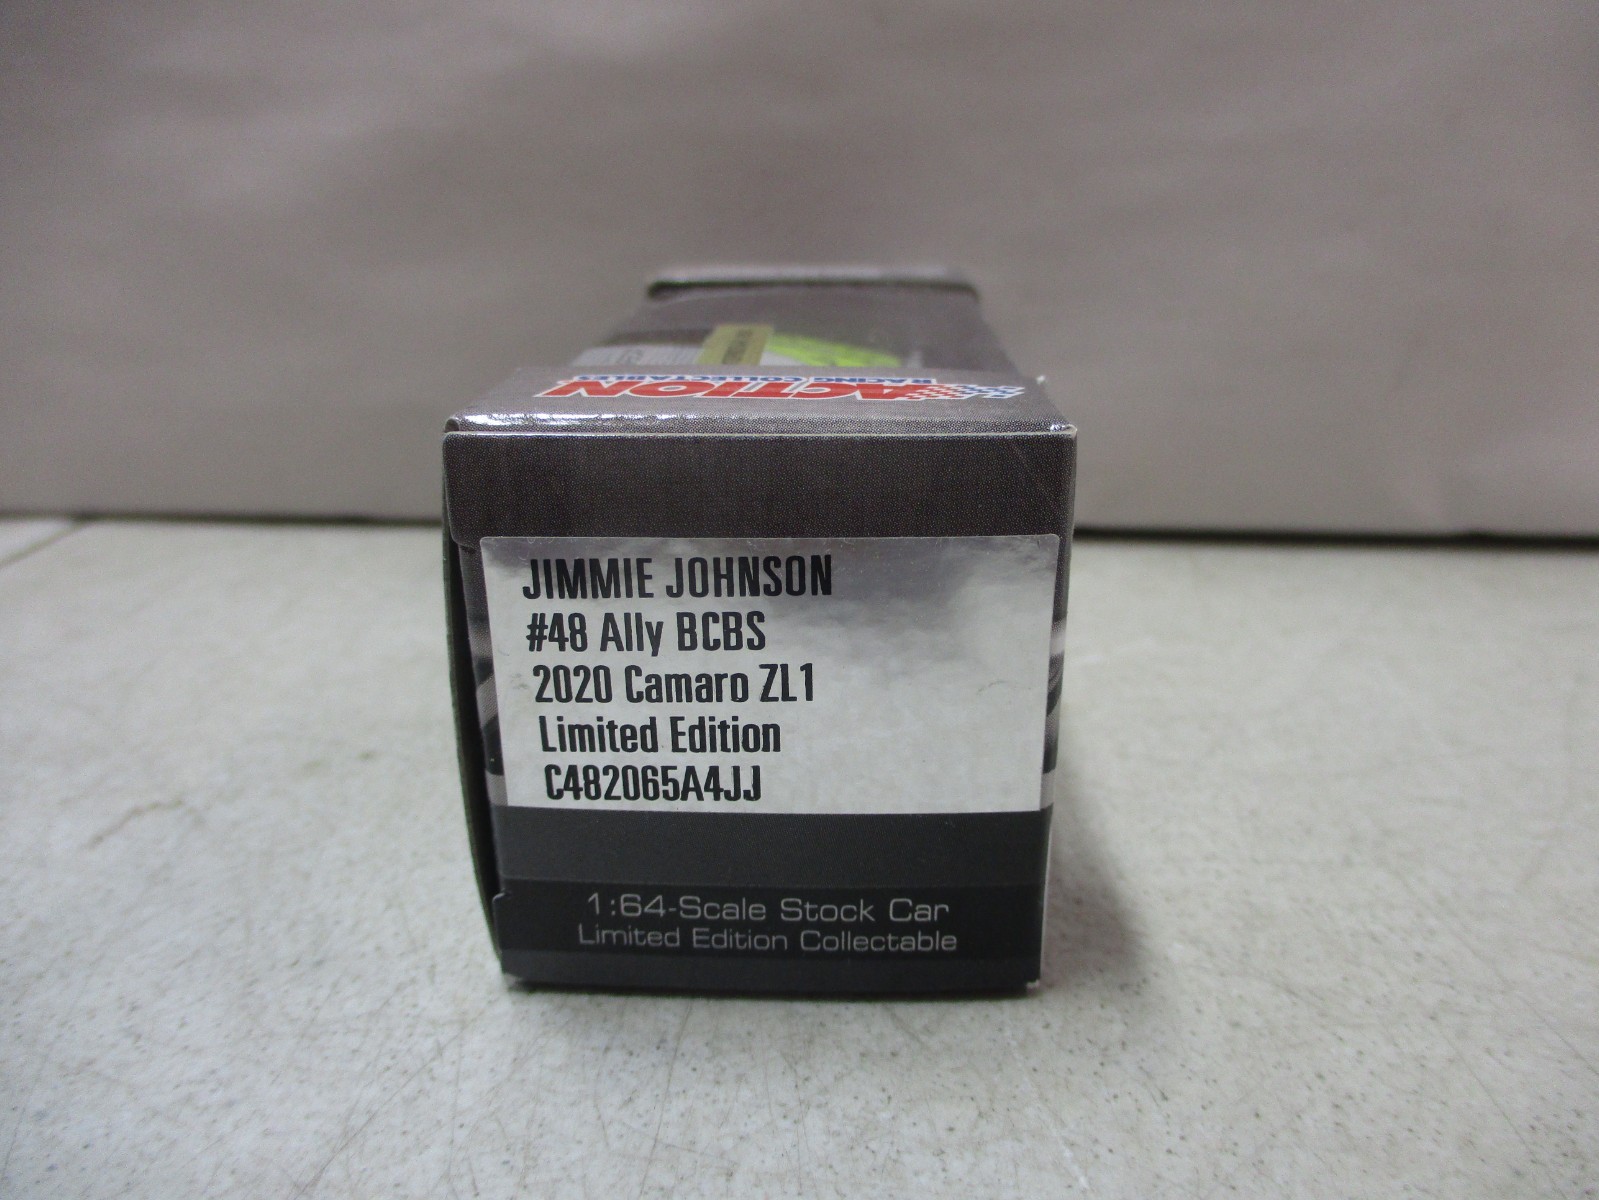 ACTION
RACING COLLECTABLES
JIMMIE JOHNSON
#48 Ally BCBS
2020 Camaro ZL1
Limited Edition
C482065A4JJ
1:64-Scale Stock Car
Limited Edition Collectable